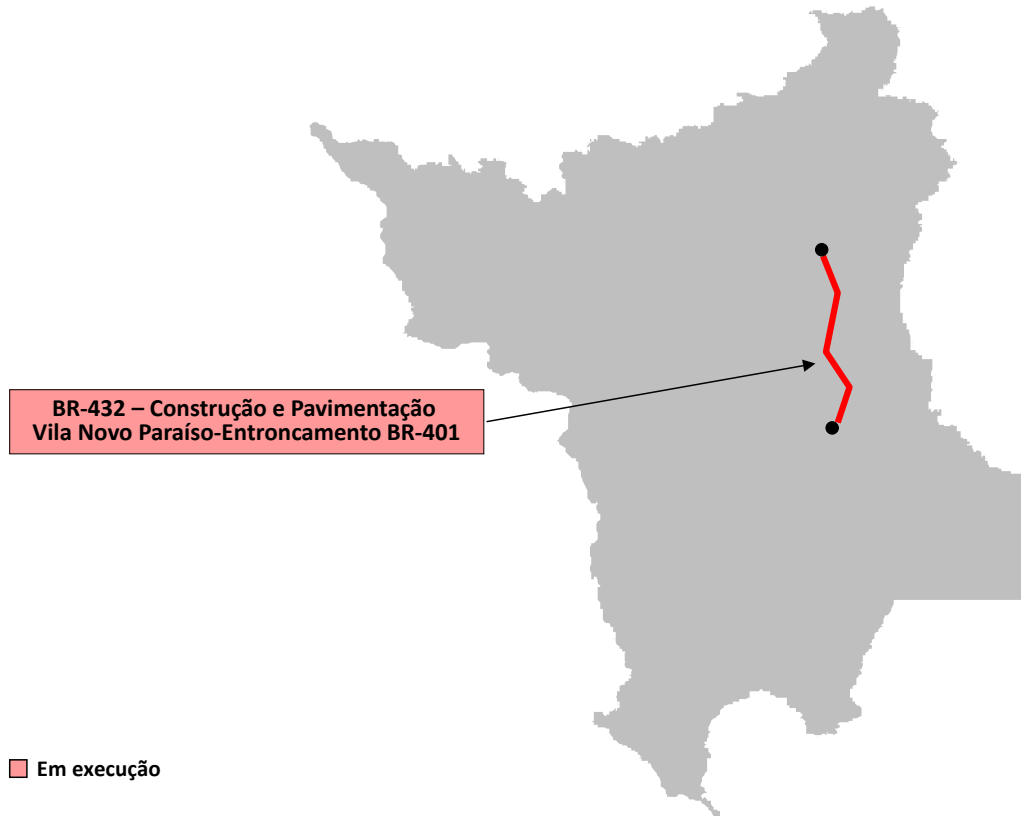 BR-432 – Construção e Pavimentação
Vila Novo Paraíso-Entroncamento BR-401
Em execução